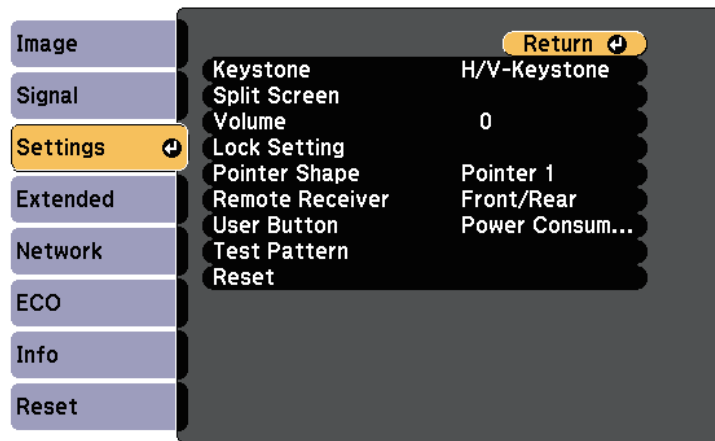 Image
Signal
Settings
Extended
Network
ECO
Info
Reset
Return
Keystone H/V-Keystone
Split Screen
Volume 0
Lock Setting
Pointer Shape Pointer 1
Remote Receiver Front/Rear
User Button Power Consum...
Test Pattern
Reset